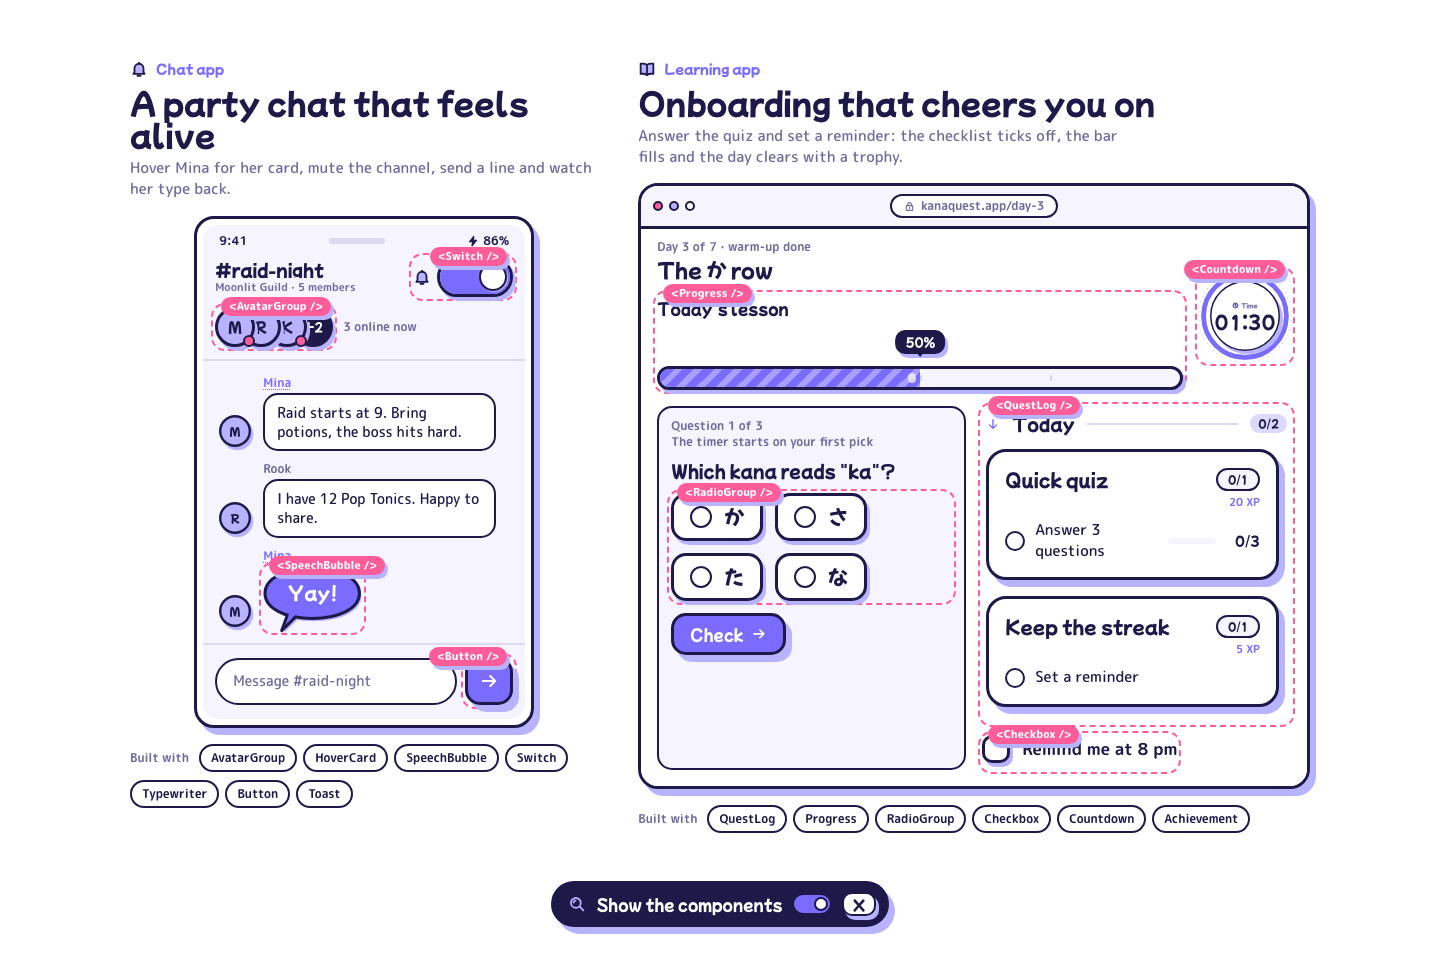 Chat app
A party chat that feels
alive
Hover Mina for her card, mute the channel, send a line and watch
her type back.
9:41
86%
<Switch />
#raid-night
Moonlit Guild · 5 members
<AvatarGroup />
M R K +2
3 online now
Mina
Raid starts at 9. Bring
potions, the boss hits hard.
M
Rook
I have 12 Pop Tonics. Happy to
share.
R
Mina
<SpeechBubble />
Yay!
M
<Button />
Message #raid-night
Built with
AvatarGroup
HoverCard
SpeechBubble
Switch
Typewriter
Button
Toast
Learning app
Onboarding that cheers you on
Answer the quiz and set a reminder: the checklist ticks off, the bar
fills and the day clears with a trophy.
kanaquest.app/day-3
Day 3 of 7 · warm-up done
The か row
<Countdown />
Time
01:30
<Progress />
Today's lesson
50%
Question 1 of 3
The timer starts on your first pick
Which kana reads "ka"?
<RadioGroup />
か
さ
た
な
Check
<QuestLog />
Today
0/2
Quick quiz
0/1
20 XP
Answer 3
questions
0/3
Keep the streak
0/1
5 XP
Set a reminder
<Checkbox />
Remind me at 8 pm
Built with
QuestLog
Progress
RadioGroup
Checkbox
Countdown
Achievement
Show the components
X